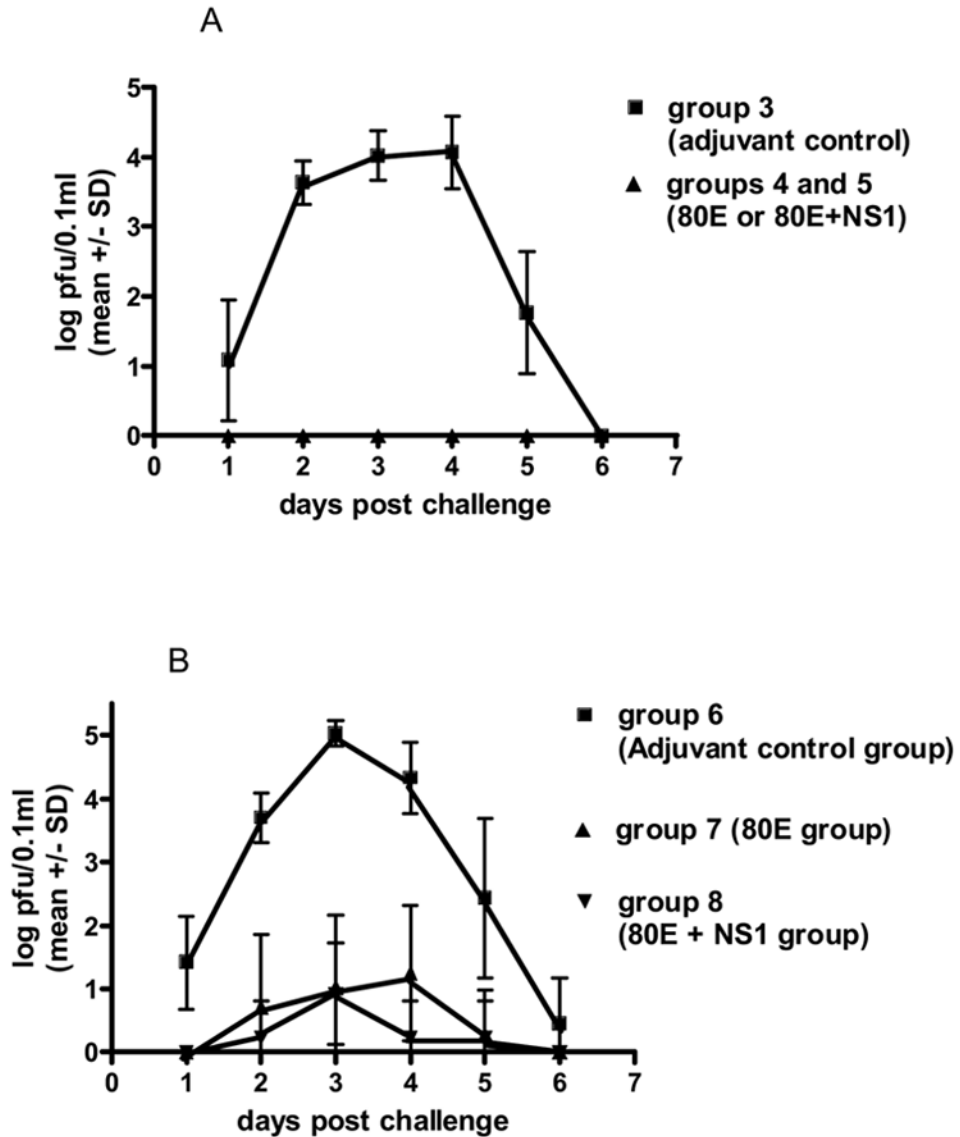 A
5
4
3
2
1
0
0 1 2 3 4 5 6 7
log pfu/0.1ml
(mean +/- SD)
days post challenge
group 3
(adjuvant control)
groups 4 and 5
(80E or 80E+NS1)
B
5
4
3
2
1
0
0 1 2 3 4 5 6 7
log pfu/0.1ml
(mean +/- SD)
days post challenge
group 6
(Adjuvant control group)
group 7 (80E group)
group 8
(80E + NS1 group)